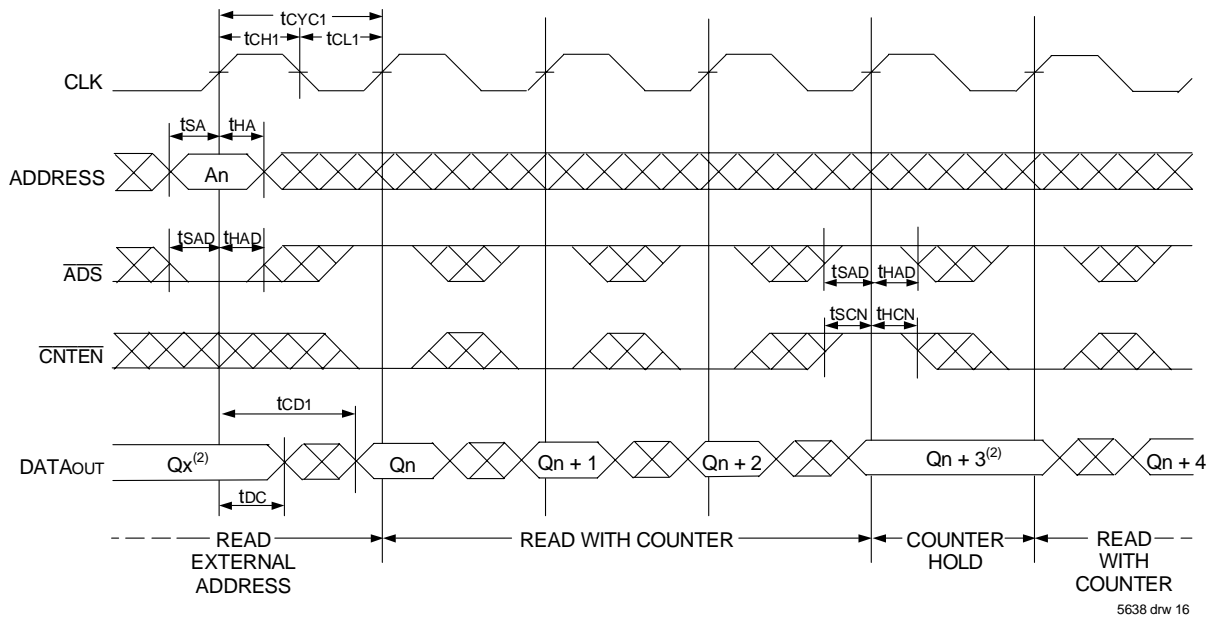 tCYC1
tCH1 tCL1
CLK
tSA tHA
ADDRESS An
tSAD tHAD
ADS
tSAD tHAD
tSCN tHCN
CNTEN
tCD1
DATAOUT Qx(2) Qn Qn + 1 Qn + 2 Qn + 3(2) Qn + 4
tDC
READ EXTERNAL ADDRESS
READ WITH COUNTER
COUNTER HOLD
READ WITH COUNTER
5638 drw 16